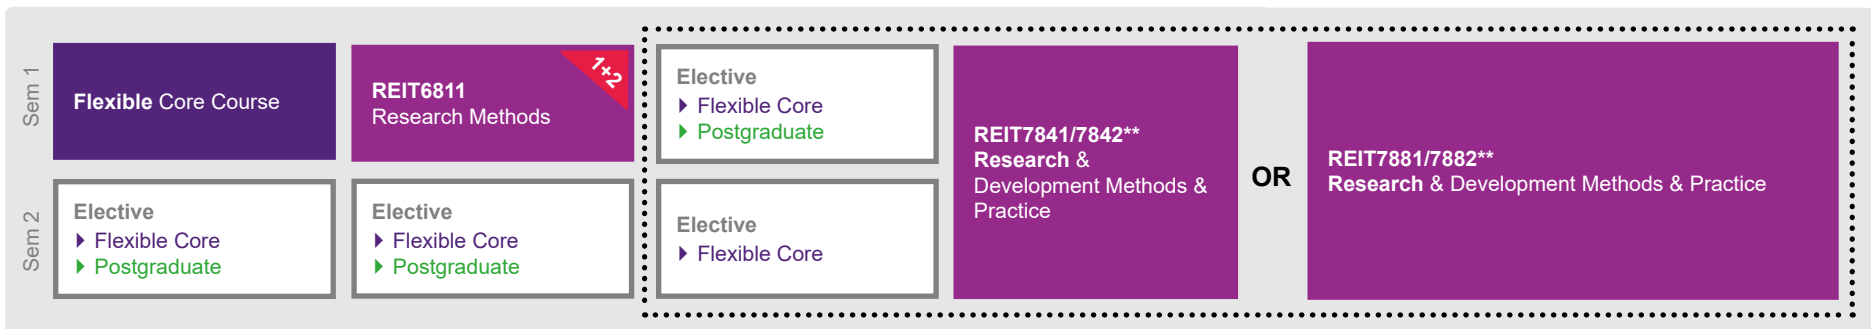 Sem 1
Flexible Core Course
REIT6811
Research Methods
1+2
Elective
Flexible Core
Postgraduate
REIT7841/7842**
Research &
Development Methods &
Practice
OR
REIT7881/7882**
Research & Development Methods & Practice
Sem 2
Elective
Flexible Core
Postgraduate
Elective
Flexible Core
Postgraduate
Elective
Flexible Core